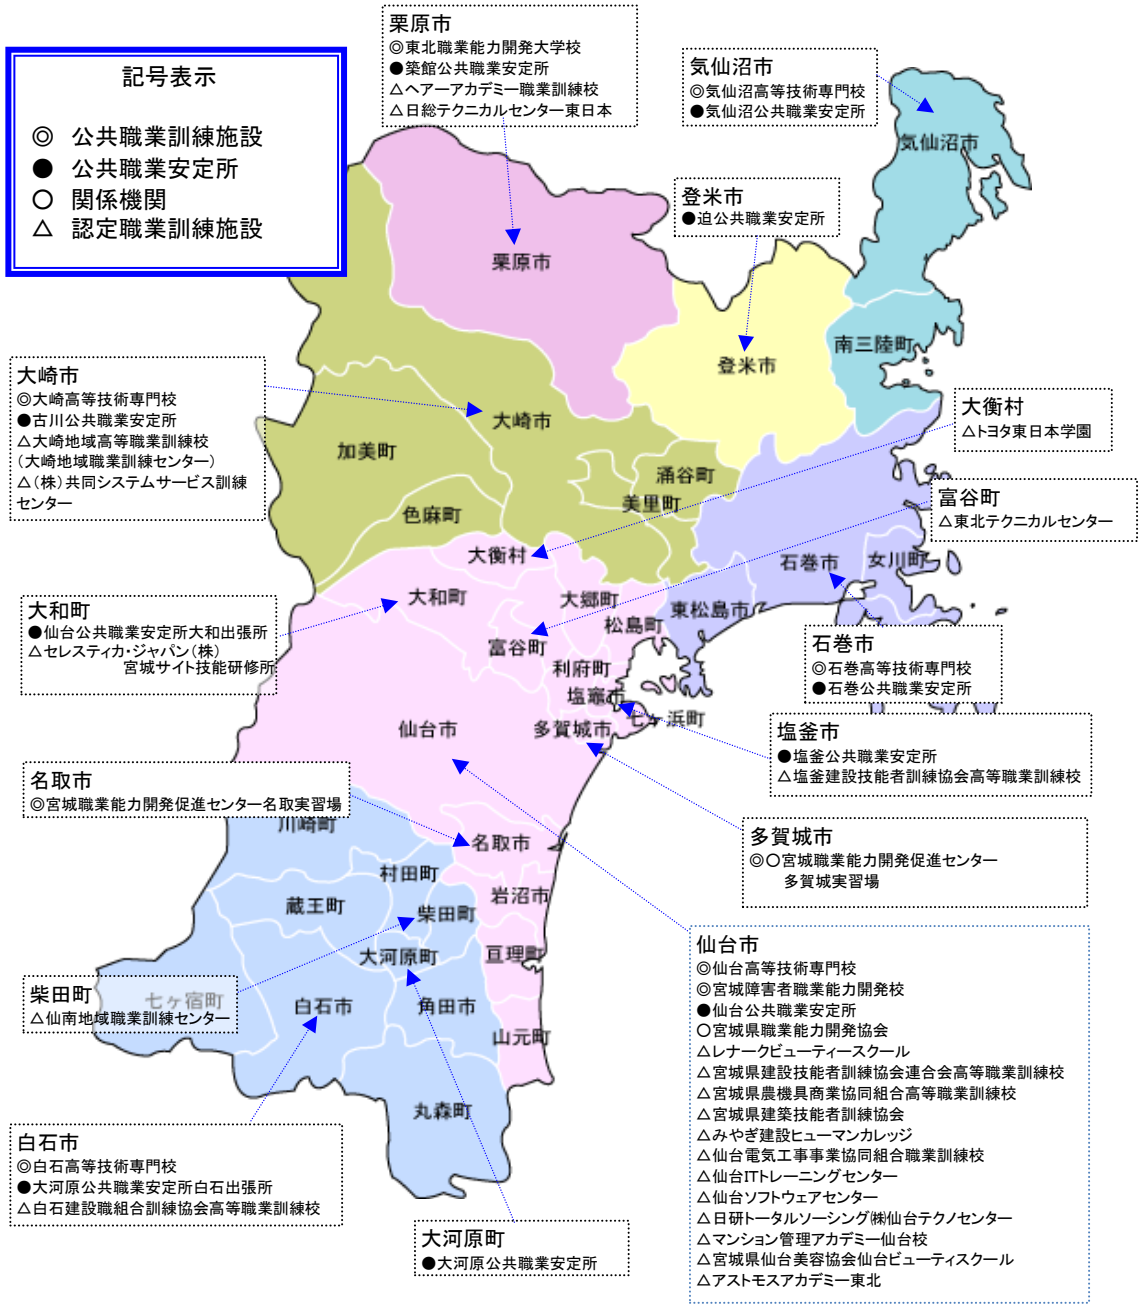 記号表示
◎ 公共職業訓練施設
● 公共職業安定所
○ 関係機関
△ 認定職業訓練施設
栗原市
◎東北職業能力開発大学校
●築館公共職業安定所
△ヘアーアカデミー職業訓練校
△日総テクニカルセンター東日本
気仙沼市
◎気仙沼高等技術専門校
●気仙沼公共職業安定所
登米市
●迫公共職業安定所
気仙沼市
栗原市
南三陸町
登米市
大崎市
◎大崎高等技術専門校
●古川公共職業安定所
△大崎地域高等職業訓練校
(大崎地域職業訓練センター)
△(株)共同システムサービス訓練
センター
大崎市
加美町
涌谷町
美里町
色麻町
大衡村
△トヨタ東日本学園
富谷町
△東北テクニカルセンター
大衡村
石巻市
女川町
大和町
大郷町
東松島市
松島町
富谷町
利府町
塩竈市
七ヶ浜町
多賀城市
仙台市
大和町
●仙台公共職業安定所大和出張所
△セレスティカ・ジャパン(株)
宮城サイト技能研修所
石巻市
◎石巻高等技術専門校
●石巻公共職業安定所
塩釜市
●塩釜公共職業安定所
△塩釜建設技能者訓練協会高等職業訓練校
名取市
◎宮城職業能力開発促進センター名取実習場
多賀城市
◎○宮城職業能力開発促進センター
多賀城実習場
川崎町
名取市
村田町
岩沼市
蔵王町
柴田町
大河原町
亘理町
七ヶ宿町
白石市
角田市
山元町
丸森町
柴田町
△仙南地域職業訓練センター
仙台市
◎仙台高等技術専門校
◎宮城障害者職業能力開発校
●仙台公共職業安定所
○宮城県職業能力開発協会
△レナークビューティースクール
△宮城県建設技能者訓練協会連合会高等職業訓練校
△宮城県農機具商業協同組合高等職業訓練校
△宮城県建築技能者訓練協会
△みやぎ建設ヒューマンカレッジ
△仙台電気工事事業協同組合職業訓練校
△仙台ITトレーニングセンター
△仙台ソフトウェアセンター
△日研トータルソーシング㈱仙台テクノセンター
△マンション管理アカデミー仙台校
△宮城県仙台美容協会仙台ビューティスクール
△アストモスアカデミー東北
白石市
◎白石高等技術専門校
●大河原公共職業安定所白石出張所
△白石建設職組合訓練協会高等職業訓練校
大河原町
●大河原公共職業安定所